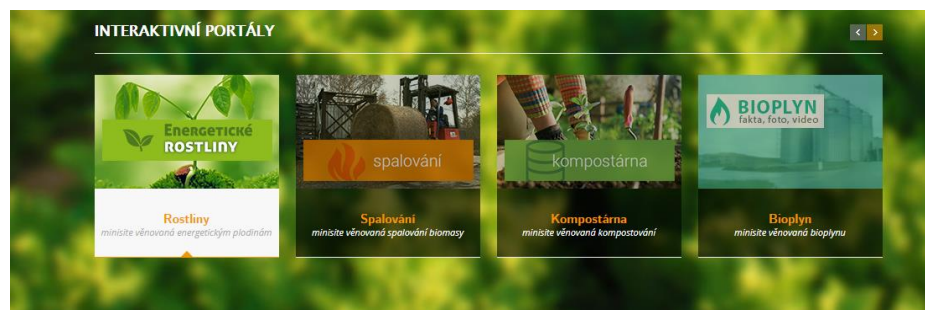 INTERAKTIVNÍ PORTÁLY
Energetické
ROSTLINY
spalování
kompostárna
BIOPLYN
fakta, foto, video
Rostliny
minisite věnovaná energetickým plodinám
Spalování
minisite věnovaná spalování biomasy
Kompostárna
minisite věnovaná kompostování
Bioplyn
minisite věnovaná bioplynu